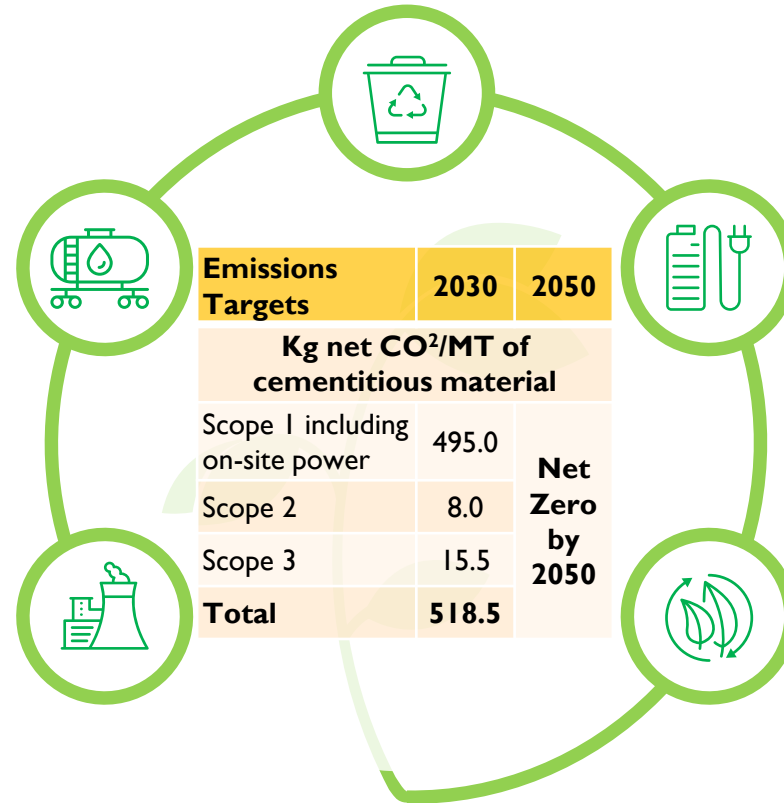 Emissions
Targets
2030
2050
Kg net CO²/MT of
cementitious material
Scope 1 including
on-site power
495.0
Net
Zero
by
2050
Scope 2
8.0
Scope 3
15.5
Total
518.5